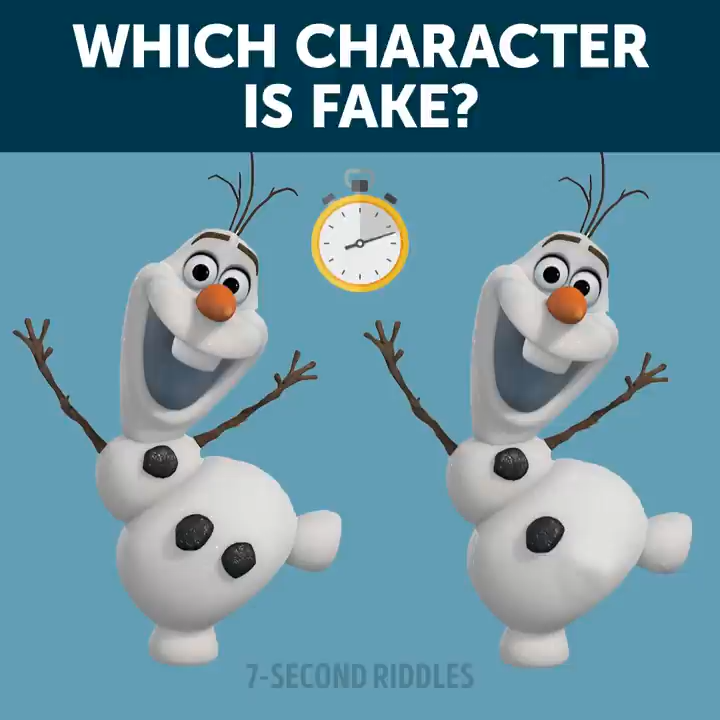 WHICH CHARACTER
IS FAKE?
7-SECOND RIDDLES